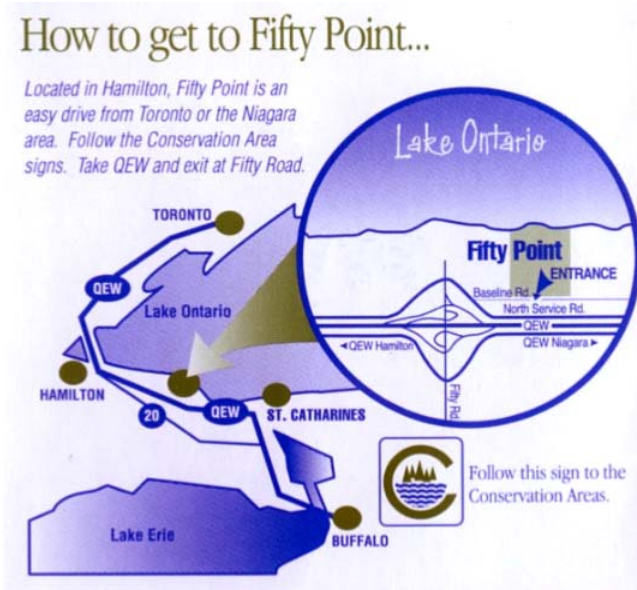 How to get to Fifty Point...
Located in Hamilton, Fifty Point is an
easy drive from Toronto or the Niagara
area. Follow the Conservation Area
signs. Take QEW and exit at Fifty Road.
Lake Ontario
Fifty Point
ENTRANCE
Baseline Rd.
North Service Rd.
QEW
◄QEW Hamilton
QEW Niagara►
Fifty Rd.
TORONTO
QEW
Lake Ontario
HAMILTON
20
QEW
ST. CATHARINES
Lake Erie
BUFFALO
Follow this sign to the
Conservation Areas.